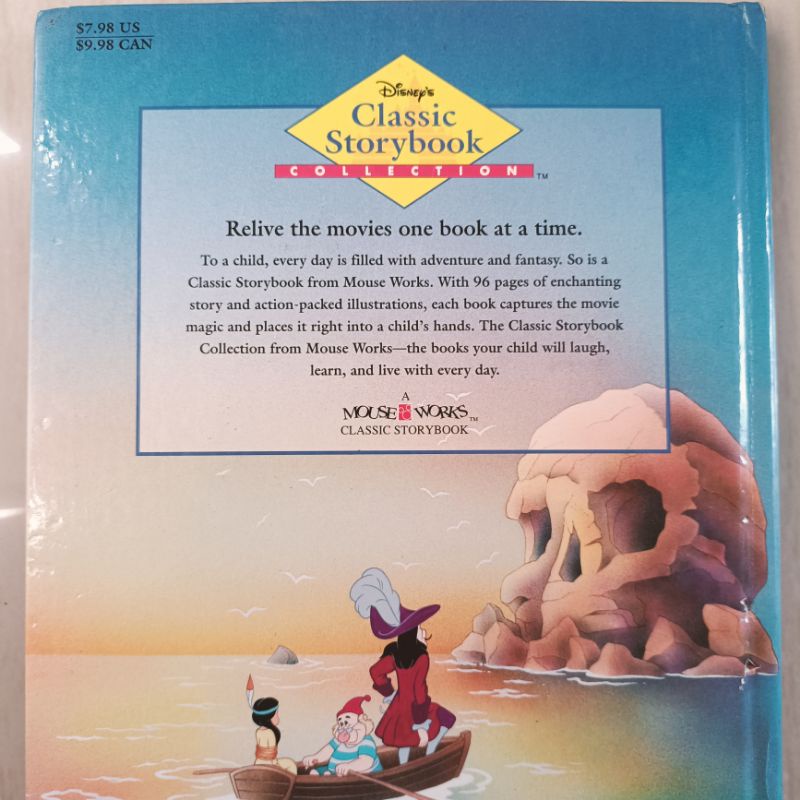 $7.98 US
$9.98 CAN
DISNEY'S
Classic
Storybook
COLLECTION™
Relive the movies one book at a time.
To a child, every day is filled with adventure and fantasy. So is a
Classic Storybook from Mouse Works. With 96 pages of enchanting
story and action-packed illustrations, each book captures the movie
magic and places it right into a child's hands. The Classic Storybook
Collection from Mouse Works—the books your child will laugh,
learn, and live with every day.
A
MOUSE WORKS™
CLASSIC STORYBOOK